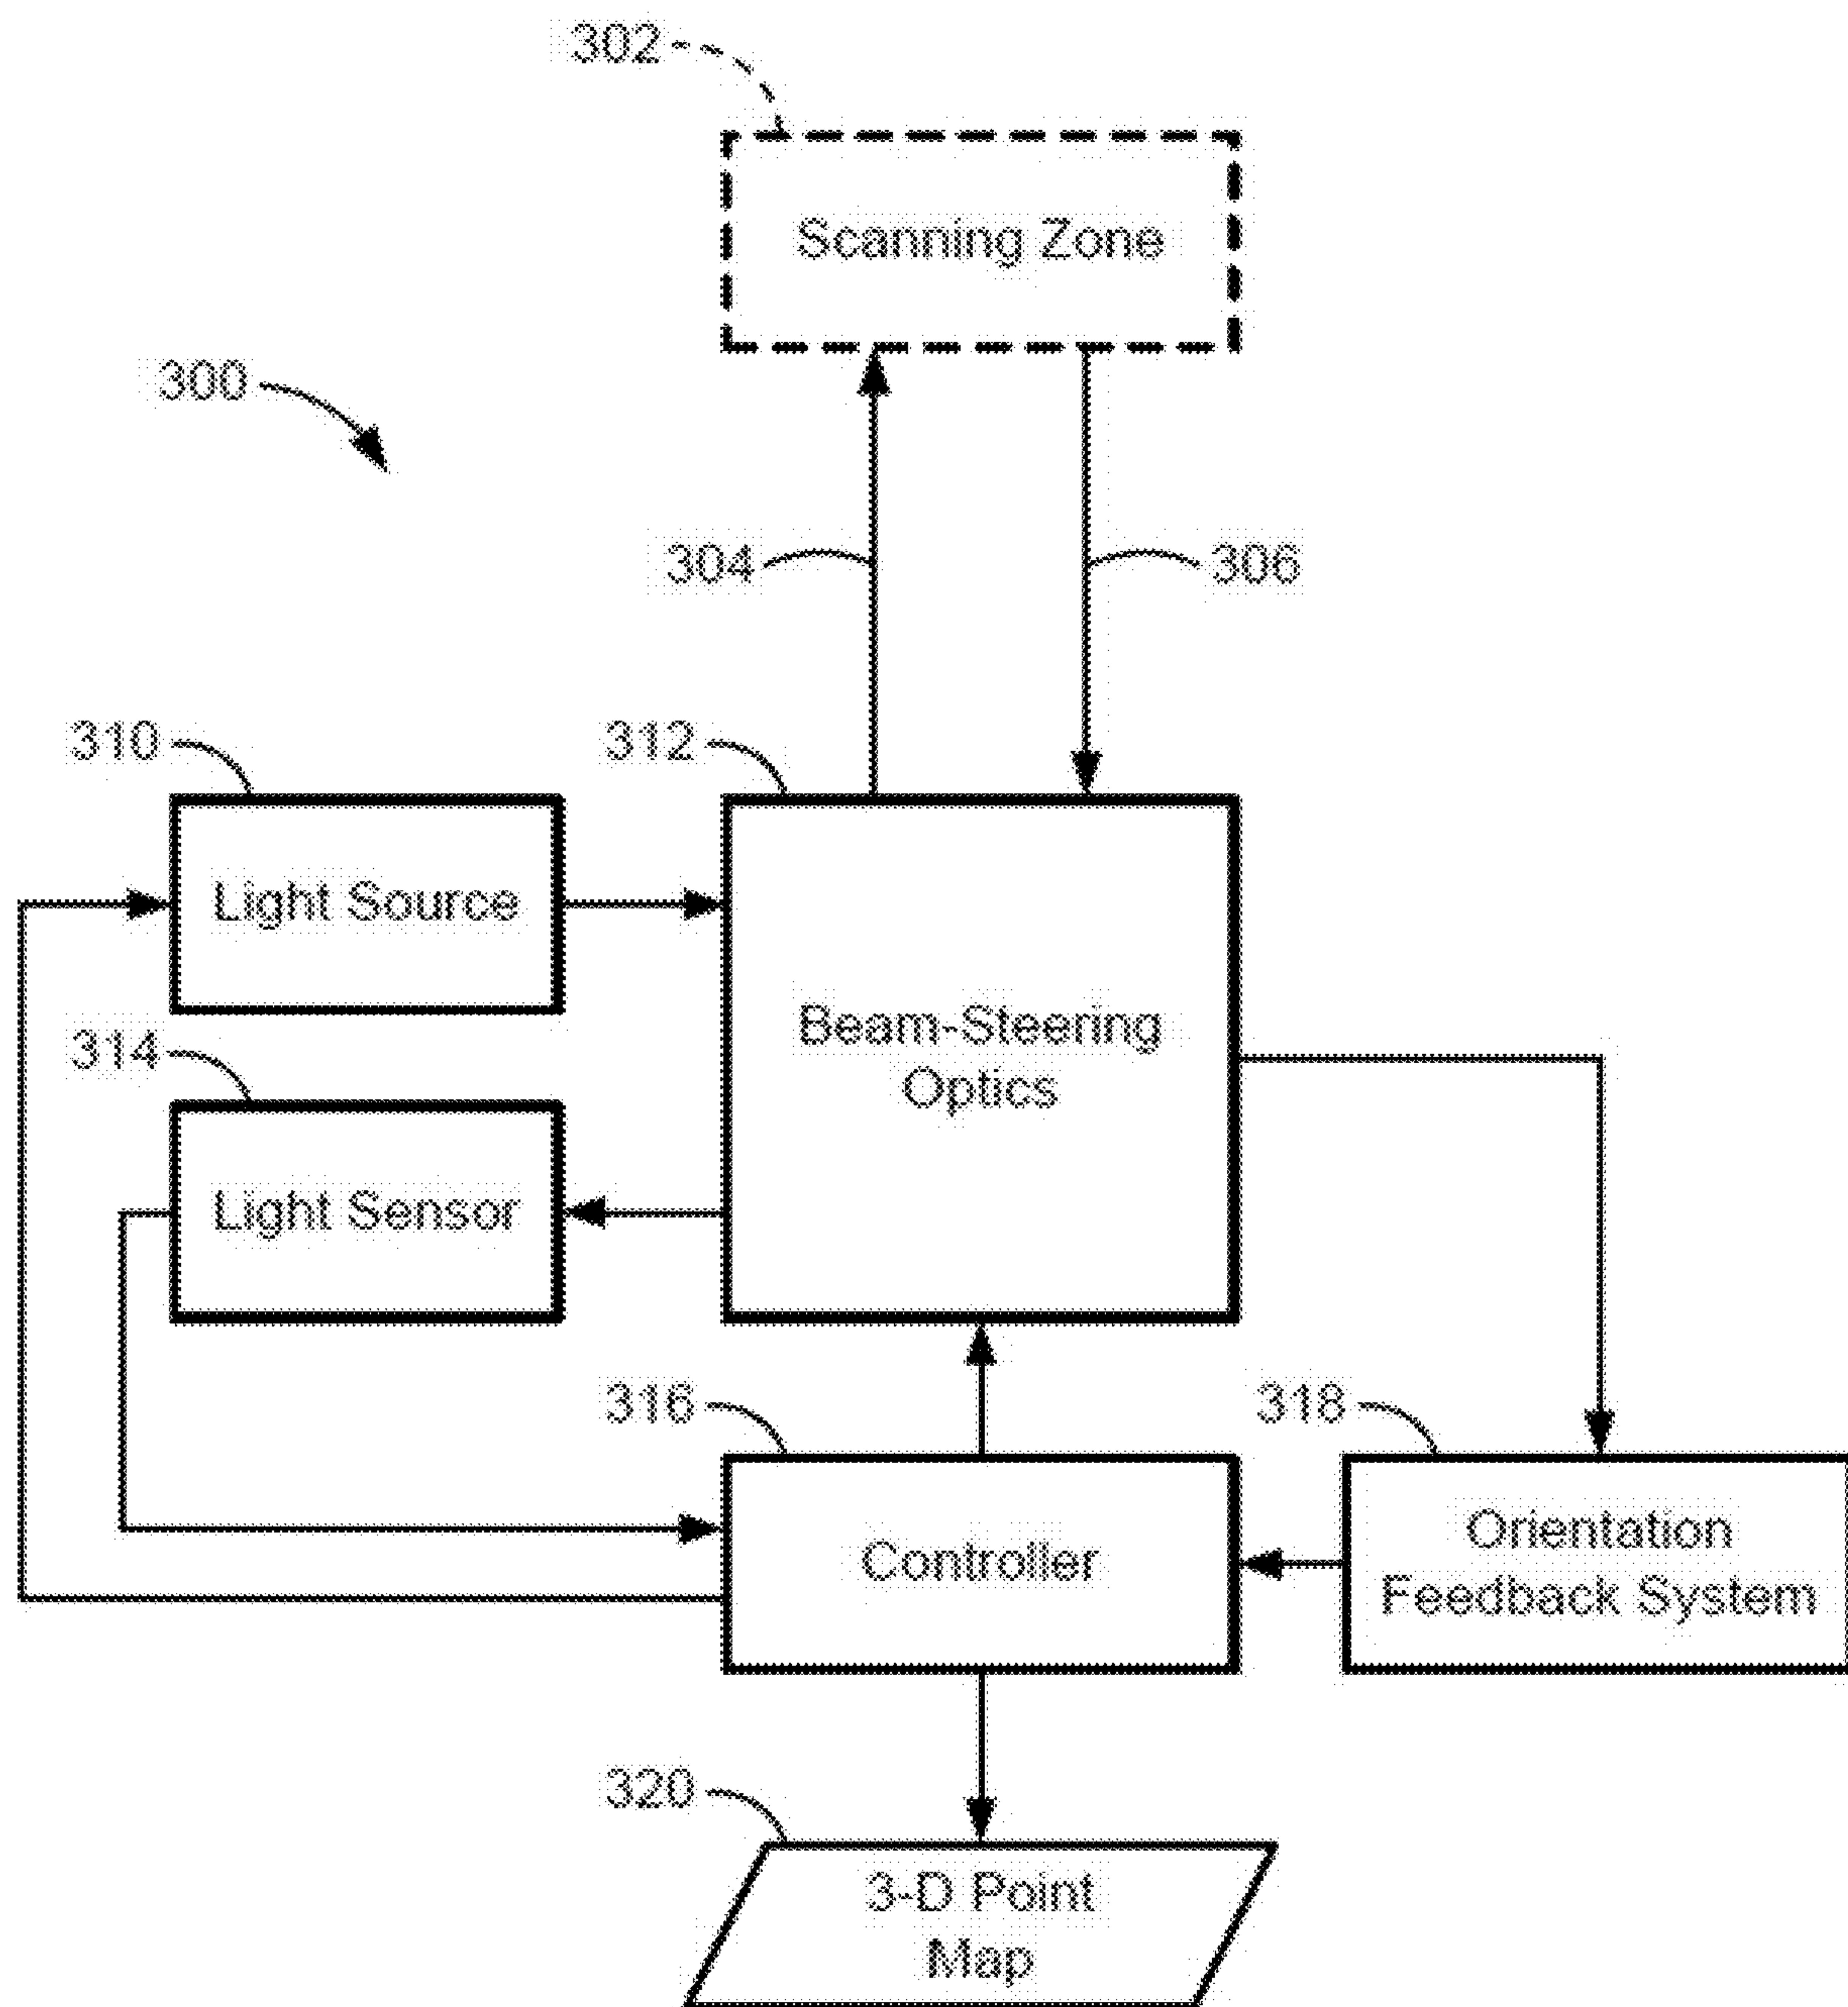 302
Scanning Zone
300
304
306
310
312
Light Source
Beam-Steering
Optics
314
Light Sensor
316
318
Controller
Orientation
Feedback System
320
3-D Point
Map